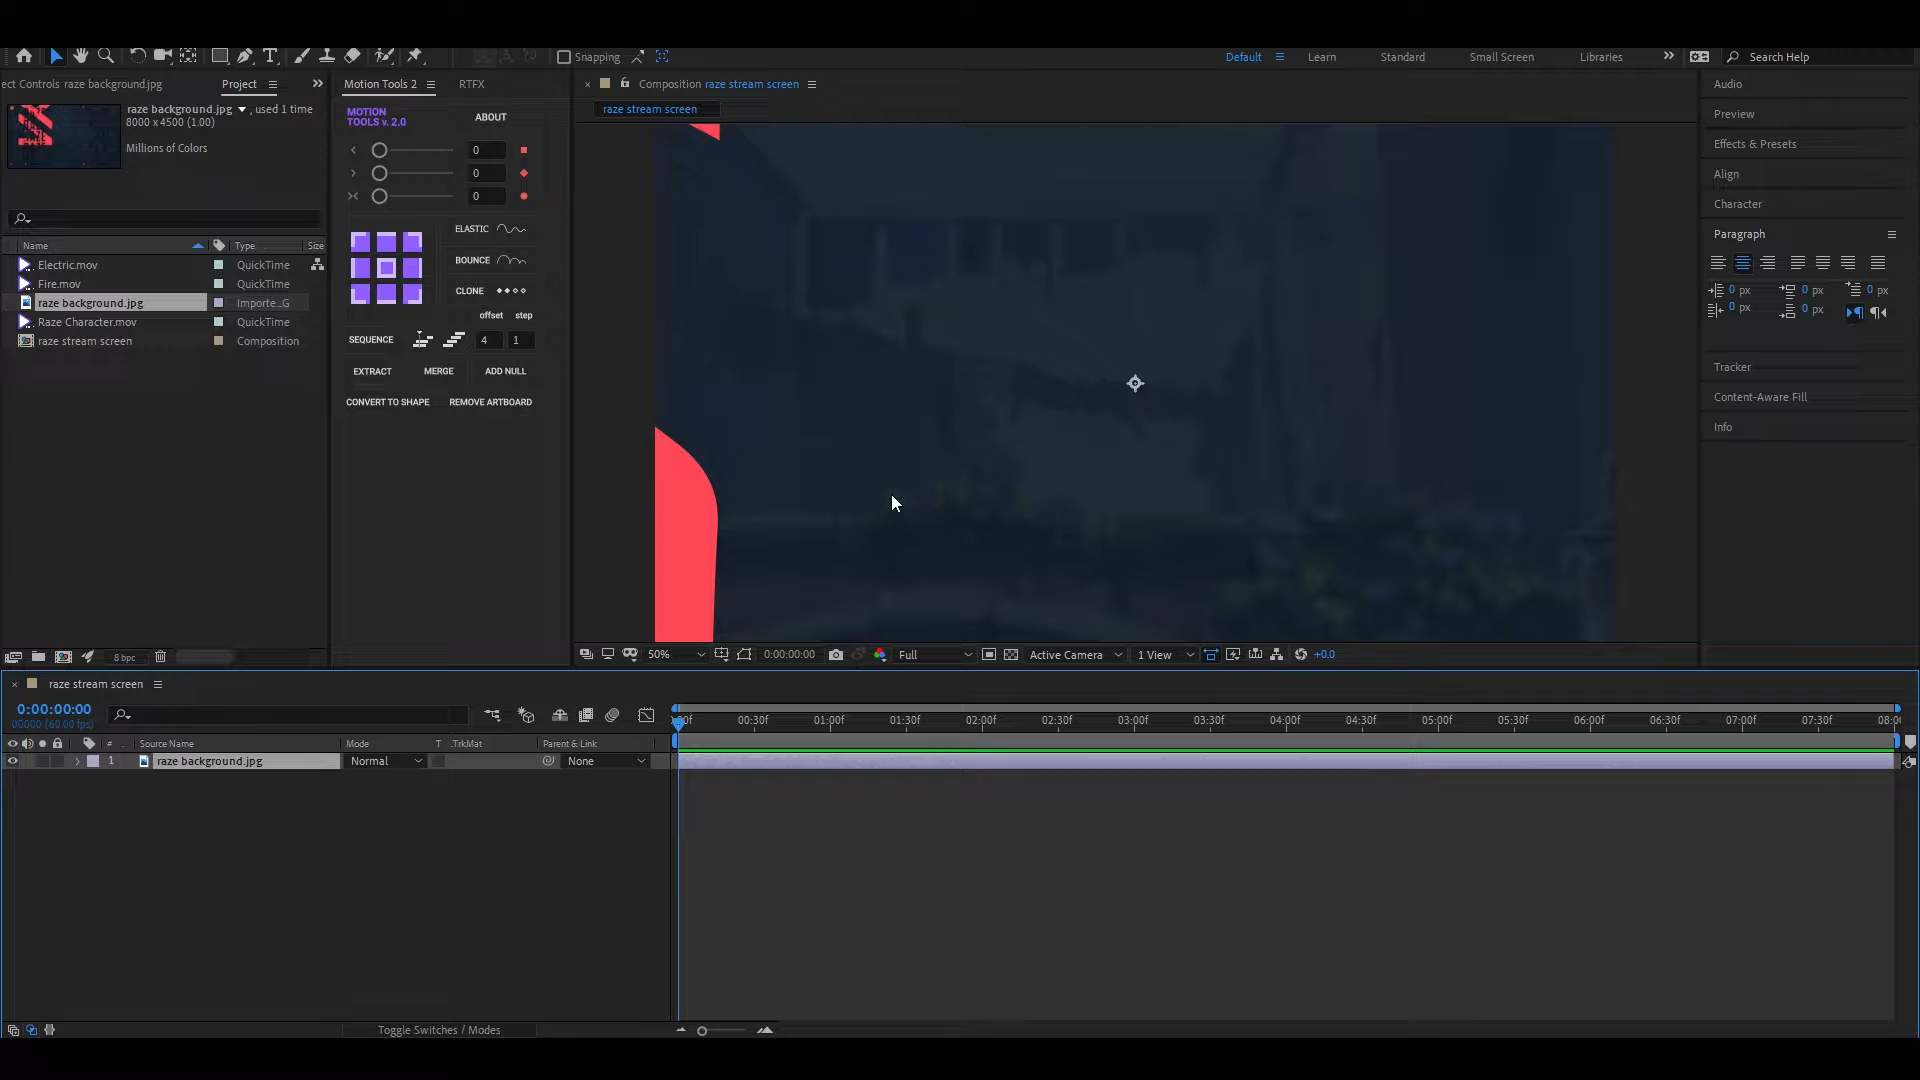 Snapping
Default
Learn
Standard
Small Screen
Libraries
Search Help
ect Controls raze background.jpg
Project
Motion Tools 2
RTFX
Composition raze stream screen
Audio
raze background.jpg , used 1 time
8000 x 4500 (1.00)
Millions of Colors
MOTION
TOOLS v. 2.0
ABOUT
raze stream screen
Preview
Effects & Presets
Align
Character
Paragraph
0
0
0
ELASTIC
BOUNCE
CLONE
offset step
SEQUENCE
4
1
EXTRACT
MERGE
ADD NULL
CONVERT TO SHAPE
REMOVE ARTBOARD
Name
Type
Size
Electric.mov
QuickTime
Fire.mov
QuickTime
raze background.jpg
Importe_G
Raze Character.mov
QuickTime
raze stream screen
Composition
0 px
0 px
0 px
0 px
0 px
Tracker
Content-Aware Fill
Info
8 bpc
50%
0:00:00:00
Full
Active Camera
1 View
+0.0
raze stream screen
0:00:00:00
00000 (60.00 fps)
:00f 00:30f 01:00f 01:30f 02:00f 02:30f 03:00f 03:30f 04:00f 04:30f 05:00f 05:30f 06:00f 06:30f 07:00f 07:30f 08:0
# Source Name Mode T .TrkMat Parent & Link
1 raze background.jpg Normal None
Toggle Switches / Modes